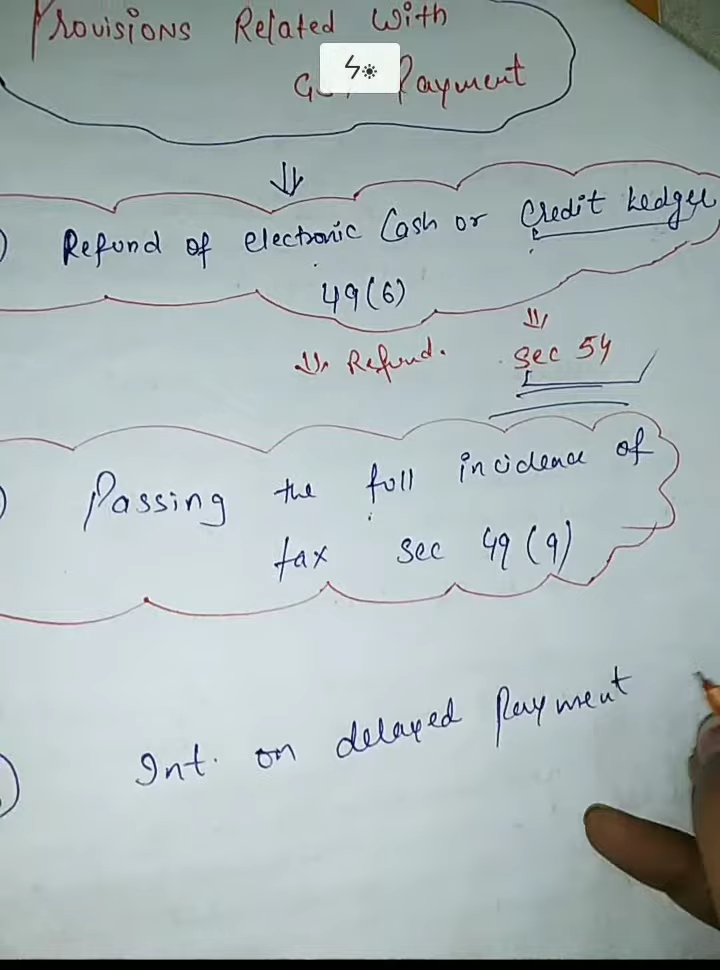 Provisions Related With
Payment
Refund of electronic Cash or Credit Ledger
49(6)
Refund. Sec 54
Passing the full incidence of
tax sec 49 (9)
Int. on delayed Payment